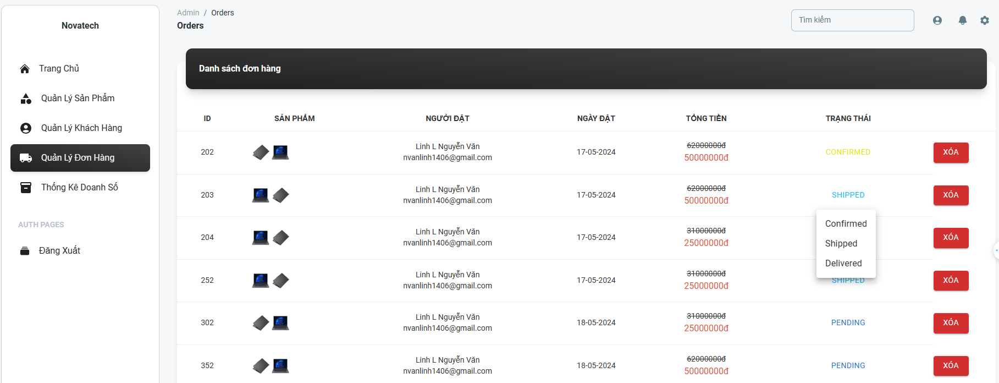 Novatech
Trang Chủ
Quản Lý Sản Phẩm
Quản Lý Khách Hàng
Quản Lý Đơn Hàng
Thống Kê Doanh Số
AUTH PAGES
Đăng Xuất
Admin / Orders
Orders
Tìm kiếm
Danh sách đơn hàng
ID SẢN PHẨM NGƯỜI ĐẶT NGÀY ĐẶT TỔNG TIỀN TRẠNG THÁI
202 Linh L Nguyễn Văn 17-05-2024 62000000đ CONFIRMED XÓA
nvanlinh1406@gmail.com 50000000đ
203 Linh L Nguyễn Văn 17-05-2024 62000000đ SHIPPED XÓA
nvanlinh1406@gmail.com 50000000đ
Confirmed
Shipped
Delivered
204 Linh L Nguyễn Văn 17-05-2024 31000000đ XÓA
nvanlinh1406@gmail.com 25000000đ
252 Linh L Nguyễn Văn 17-05-2024 31000000đ SHIPPED XÓA
nvanlinh1406@gmail.com 25000000đ
302 Linh L Nguyễn Văn 18-05-2024 31000000đ PENDING XÓA
nvanlinh1406@gmail.com 25000000đ
352 Linh L Nguyễn Văn 18-05-2024 62000000đ PENDING XÓA
nvanlinh1406@gmail.com 50000000đ